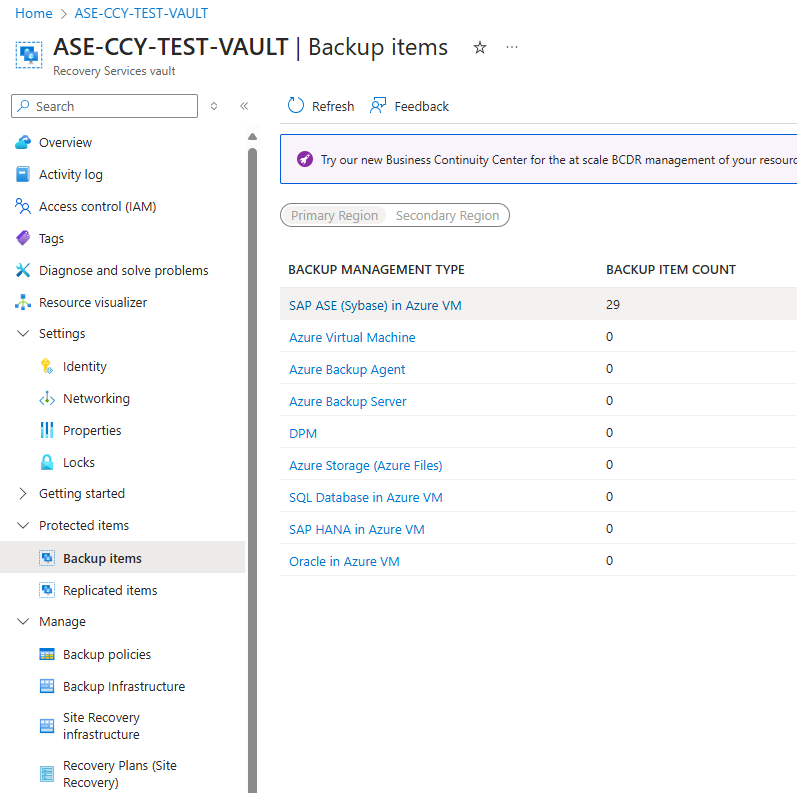 Home > ASE-CCY-TEST-VAULT
ASE-CCY-TEST-VAULT | Backup items
Recovery Services vault
Search
Refresh
Feedback
Overview
Activity log
Access control (IAM)
Tags
Diagnose and solve problems
Resource visualizer
Settings
Identity
Networking
Properties
Locks
Getting started
Protected items
Backup items
Replicated items
Manage
Backup policies
Backup Infrastructure
Site Recovery
infrastructure
Recovery Plans (Site
Recovery)
Try our new Business Continuity Center for the at scale BCDR management of your resourc
Primary Region Secondary Region
BACKUP MANAGEMENT TYPE BACKUP ITEM COUNT
SAP ASE (Sybase) in Azure VM 29
Azure Virtual Machine 0
Azure Backup Agent 0
Azure Backup Server 0
DPM 0
Azure Storage (Azure Files) 0
SQL Database in Azure VM 0
SAP HANA in Azure VM 0
Oracle in Azure VM 0